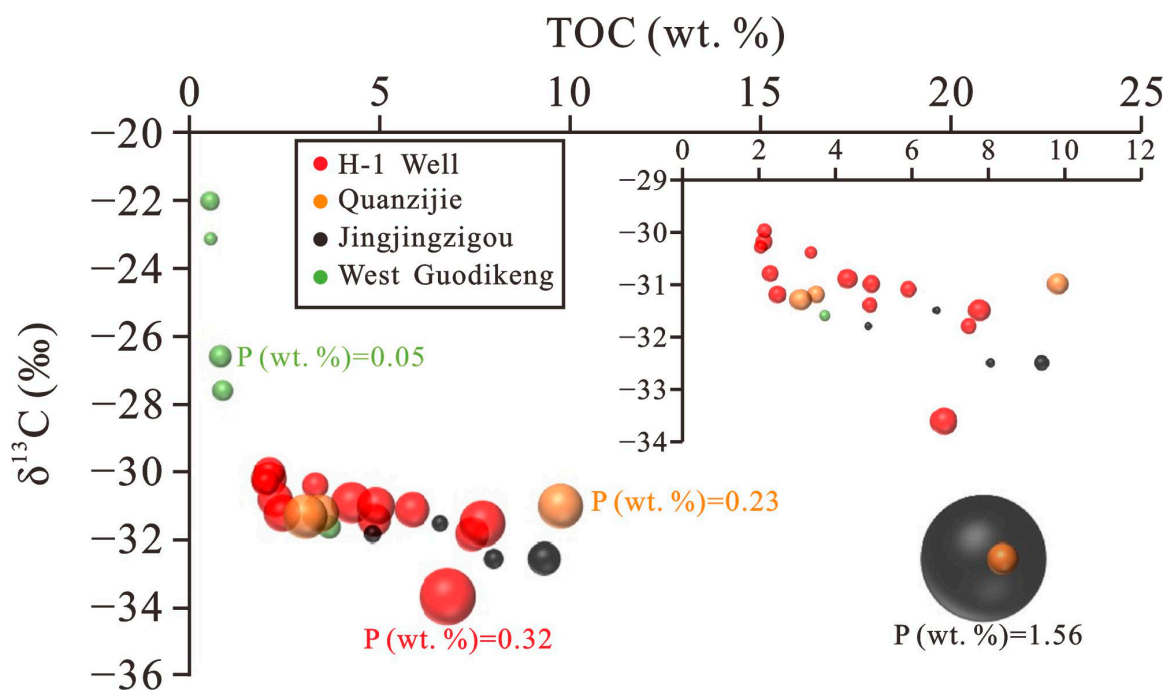 TOC (wt. %)
0 5 10 15 20 25
−20
−22
−24
−26
−28
−30
−32
−34
−36
δ¹³C (‰)
H-1 Well
Quanzijie
Jingjingzigou
West Guodikeng
0 2 4 6 8 10 12
−29
−30
−31
−32
−33
−34
P (wt. %)=0.05
P (wt. %)=0.23
P (wt. %)=0.32
P (wt. %)=1.56